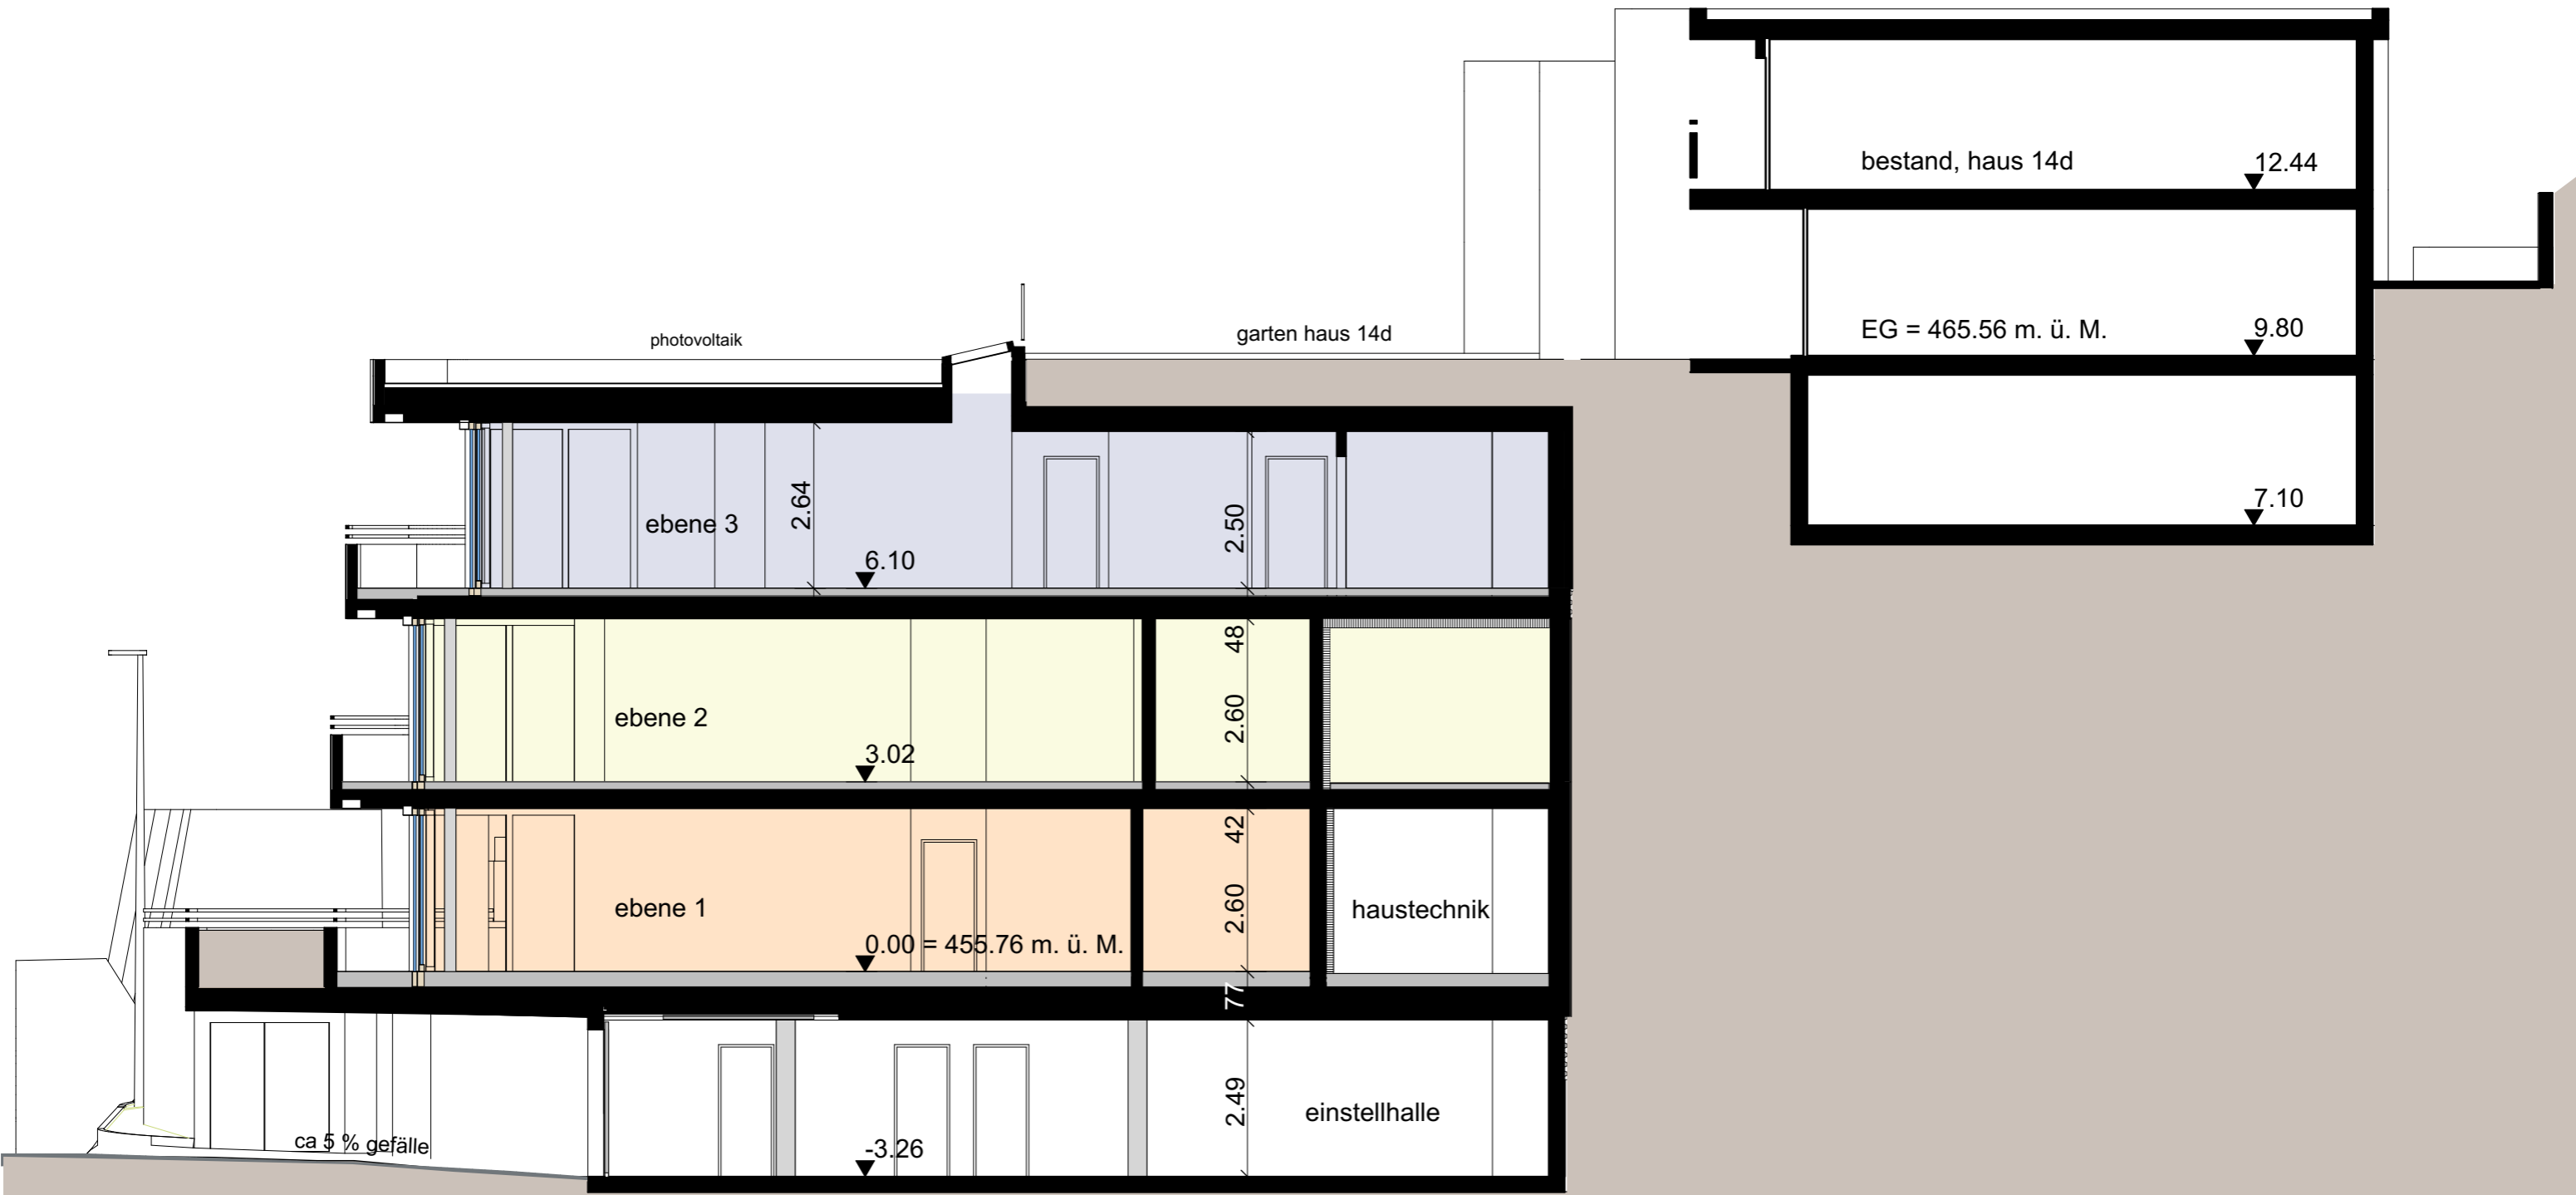 bestand, haus 14d
12.44
photovoltaik
garten haus 14d
EG = 465.56 m. ü. M.
9.80
7.10
ebene 3
2.64
2.50
6.10
48
ebene 2
2.60
3.02
42
ebene 1
2.60
haustechnik
0.00 = 455.76 m. ü. M.
77
2.49
einstellhalle
ca 5 % gefälle
-3.26